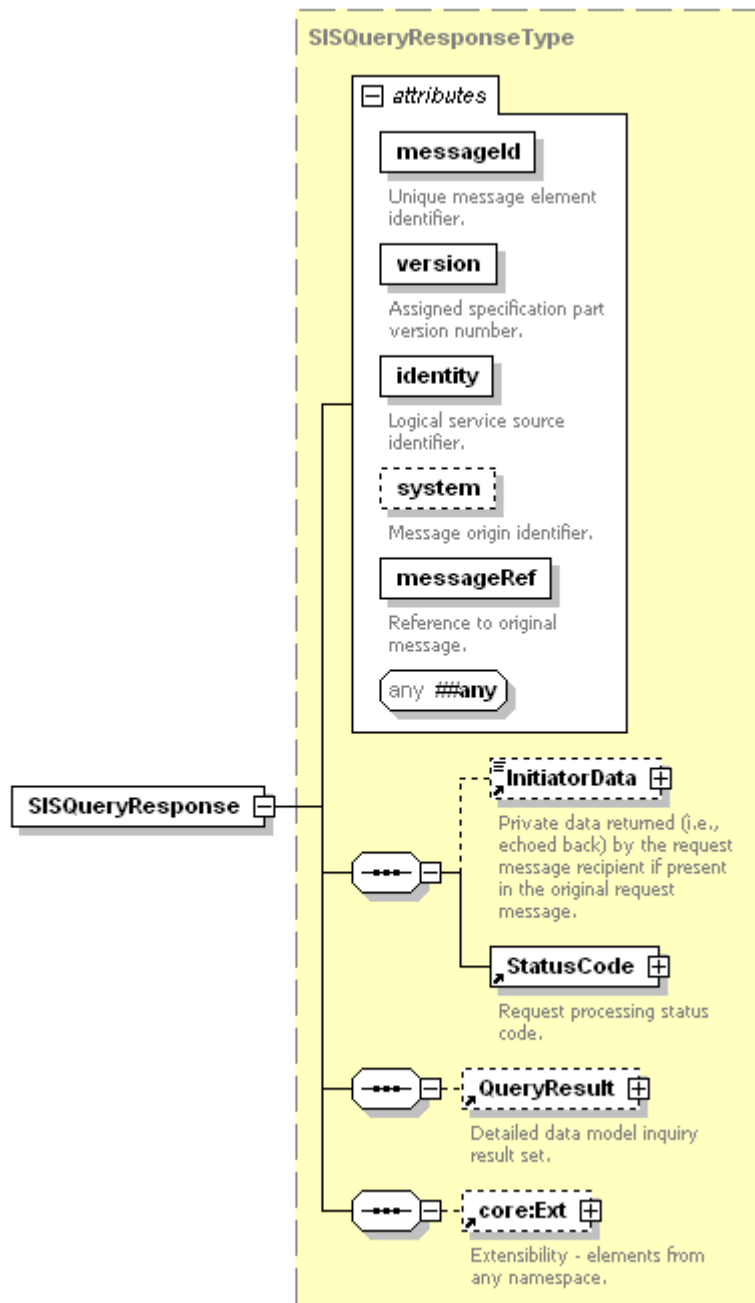 SISQueryResponseType
attributes
messageId
Unique message element
identifier.
version
Assigned specification part
version number.
identity
Logical service source
identifier.
system
Message origin identifier.
messageRef
Reference to original
message.
any ##any
SISQueryResponse
InitiatorData
Private data returned (i.e.,
echoed back) by the request
message recipient if present
in the original request
message.
StatusCode
Request processing status
code.
QueryResult
Detailed data model inquiry
result set.
core:Ext
Extensibility - elements from
any namespace.